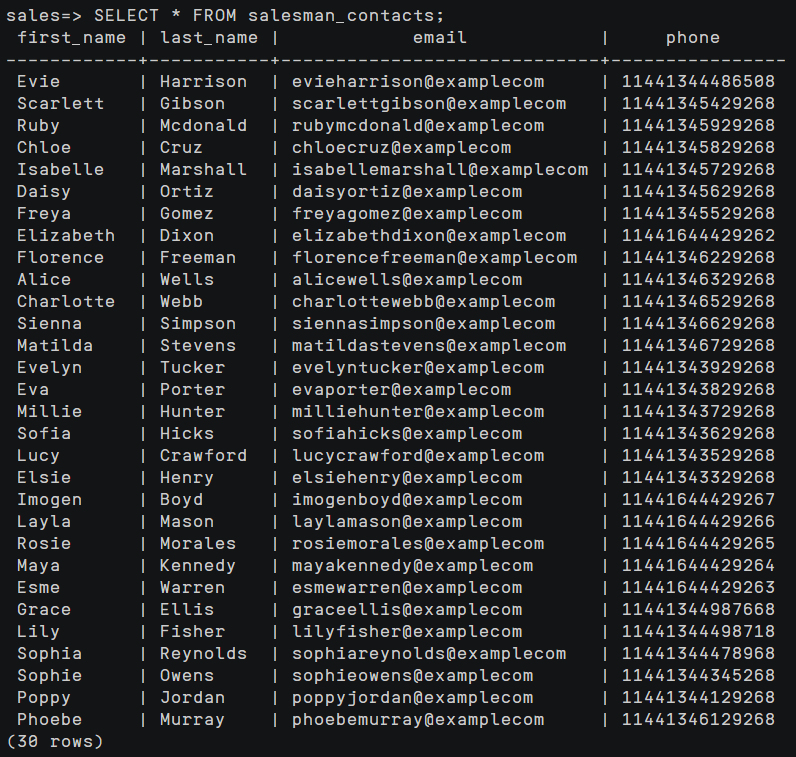 sales=> SELECT * FROM salesman_contacts;
 first_name | last_name |            email            |     phone
------------+-----------+-----------------------------+----------------
 Evie       | Harrison  | evieharrison@examplecom     | 11441344486508
 Scarlett   | Gibson    | scarlettgibson@examplecom   | 11441345429268
 Ruby       | Mcdonald  | rubymcdonald@examplecom     | 11441345929268
 Chloe      | Cruz      | chloecruz@examplecom        | 11441345829268
 Isabelle   | Marshall  | isabellemarshall@examplecom | 11441345729268
 Daisy      | Ortiz     | daisyortiz@examplecom       | 11441345629268
 Freya      | Gomez     | freyagomez@examplecom       | 11441345529268
 Elizabeth  | Dixon     | elizabethdixon@examplecom   | 11441644429262
 Florence   | Freeman   | florencefreeman@examplecom  | 11441346229268
 Alice      | Wells     | alicewells@examplecom       | 11441346329268
 Charlotte  | Webb      | charlottewebb@examplecom    | 11441346529268
 Sienna     | Simpson   | siennasimpson@examplecom    | 11441346629268
 Matilda    | Stevens   | matildastevens@examplecom   | 11441346729268
 Evelyn     | Tucker    | evelyntucker@examplecom     | 11441343929268
 Eva        | Porter    | evaporter@examplecom        | 11441343829268
 Millie     | Hunter    | milliehunter@examplecom     | 11441343729268
 Sofia      | Hicks     | sofiahicks@examplecom       | 11441343629268
 Lucy       | Crawford  | lucycrawford@examplecom     | 11441343529268
 Elsie      | Henry     | elsiehenry@examplecom       | 11441343329268
 Imogen     | Boyd      | imogenboyd@examplecom       | 11441644429267
 Layla      | Mason     | laylamason@examplecom       | 11441644429266
 Rosie      | Morales   | rosiemorales@examplecom     | 11441644429265
 Maya       | Kennedy   | mayakennedy@examplecom      | 11441644429264
 Esme       | Warren    | esmewarren@examplecom       | 11441644429263
 Grace      | Ellis     | graceellis@examplecom       | 11441344987668
 Lily       | Fisher    | lilyfisher@examplecom       | 11441344498718
 Sophia     | Reynolds  | sophiareynolds@examplecom   | 11441344478968
 Sophie     | Owens     | sophieowens@examplecom      | 11441344345268
 Poppy      | Jordan    | poppyjordan@examplecom      | 11441344129268
 Phoebe     | Murray    | phoebemurray@examplecom     | 11441346129268
(30 rows)